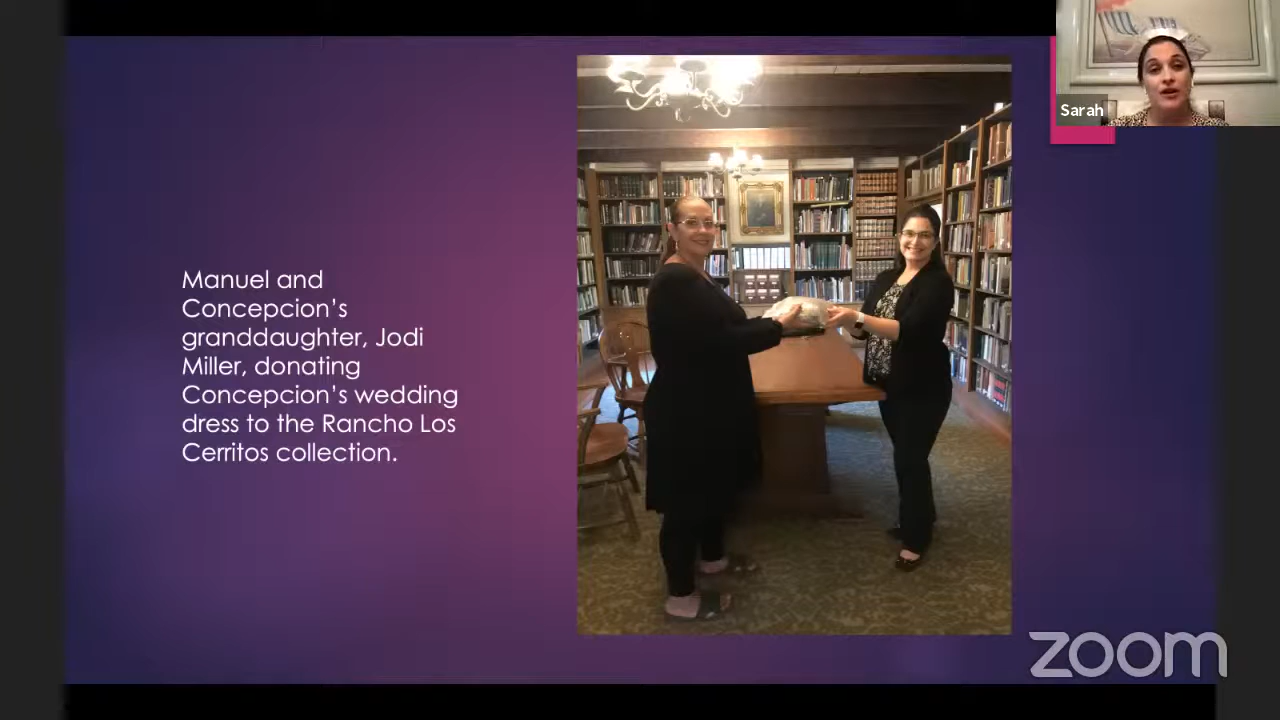 Sarah
Manuel and
Concepcion’s
granddaughter, Jodi
Miller, donating
Concepcion’s wedding
dress to the Rancho Los
Cerritos collection.
zoom